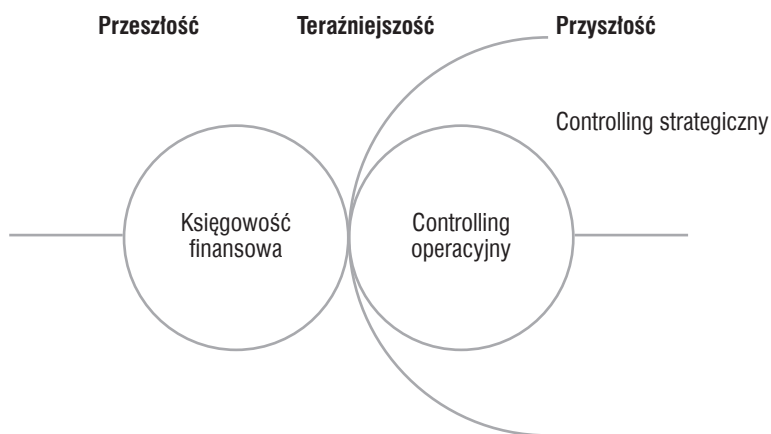 Przeszłość
Teraźniejszość
Przyszłość
Controlling strategiczny
Księgowość
finansowa
Controlling
operacyjny